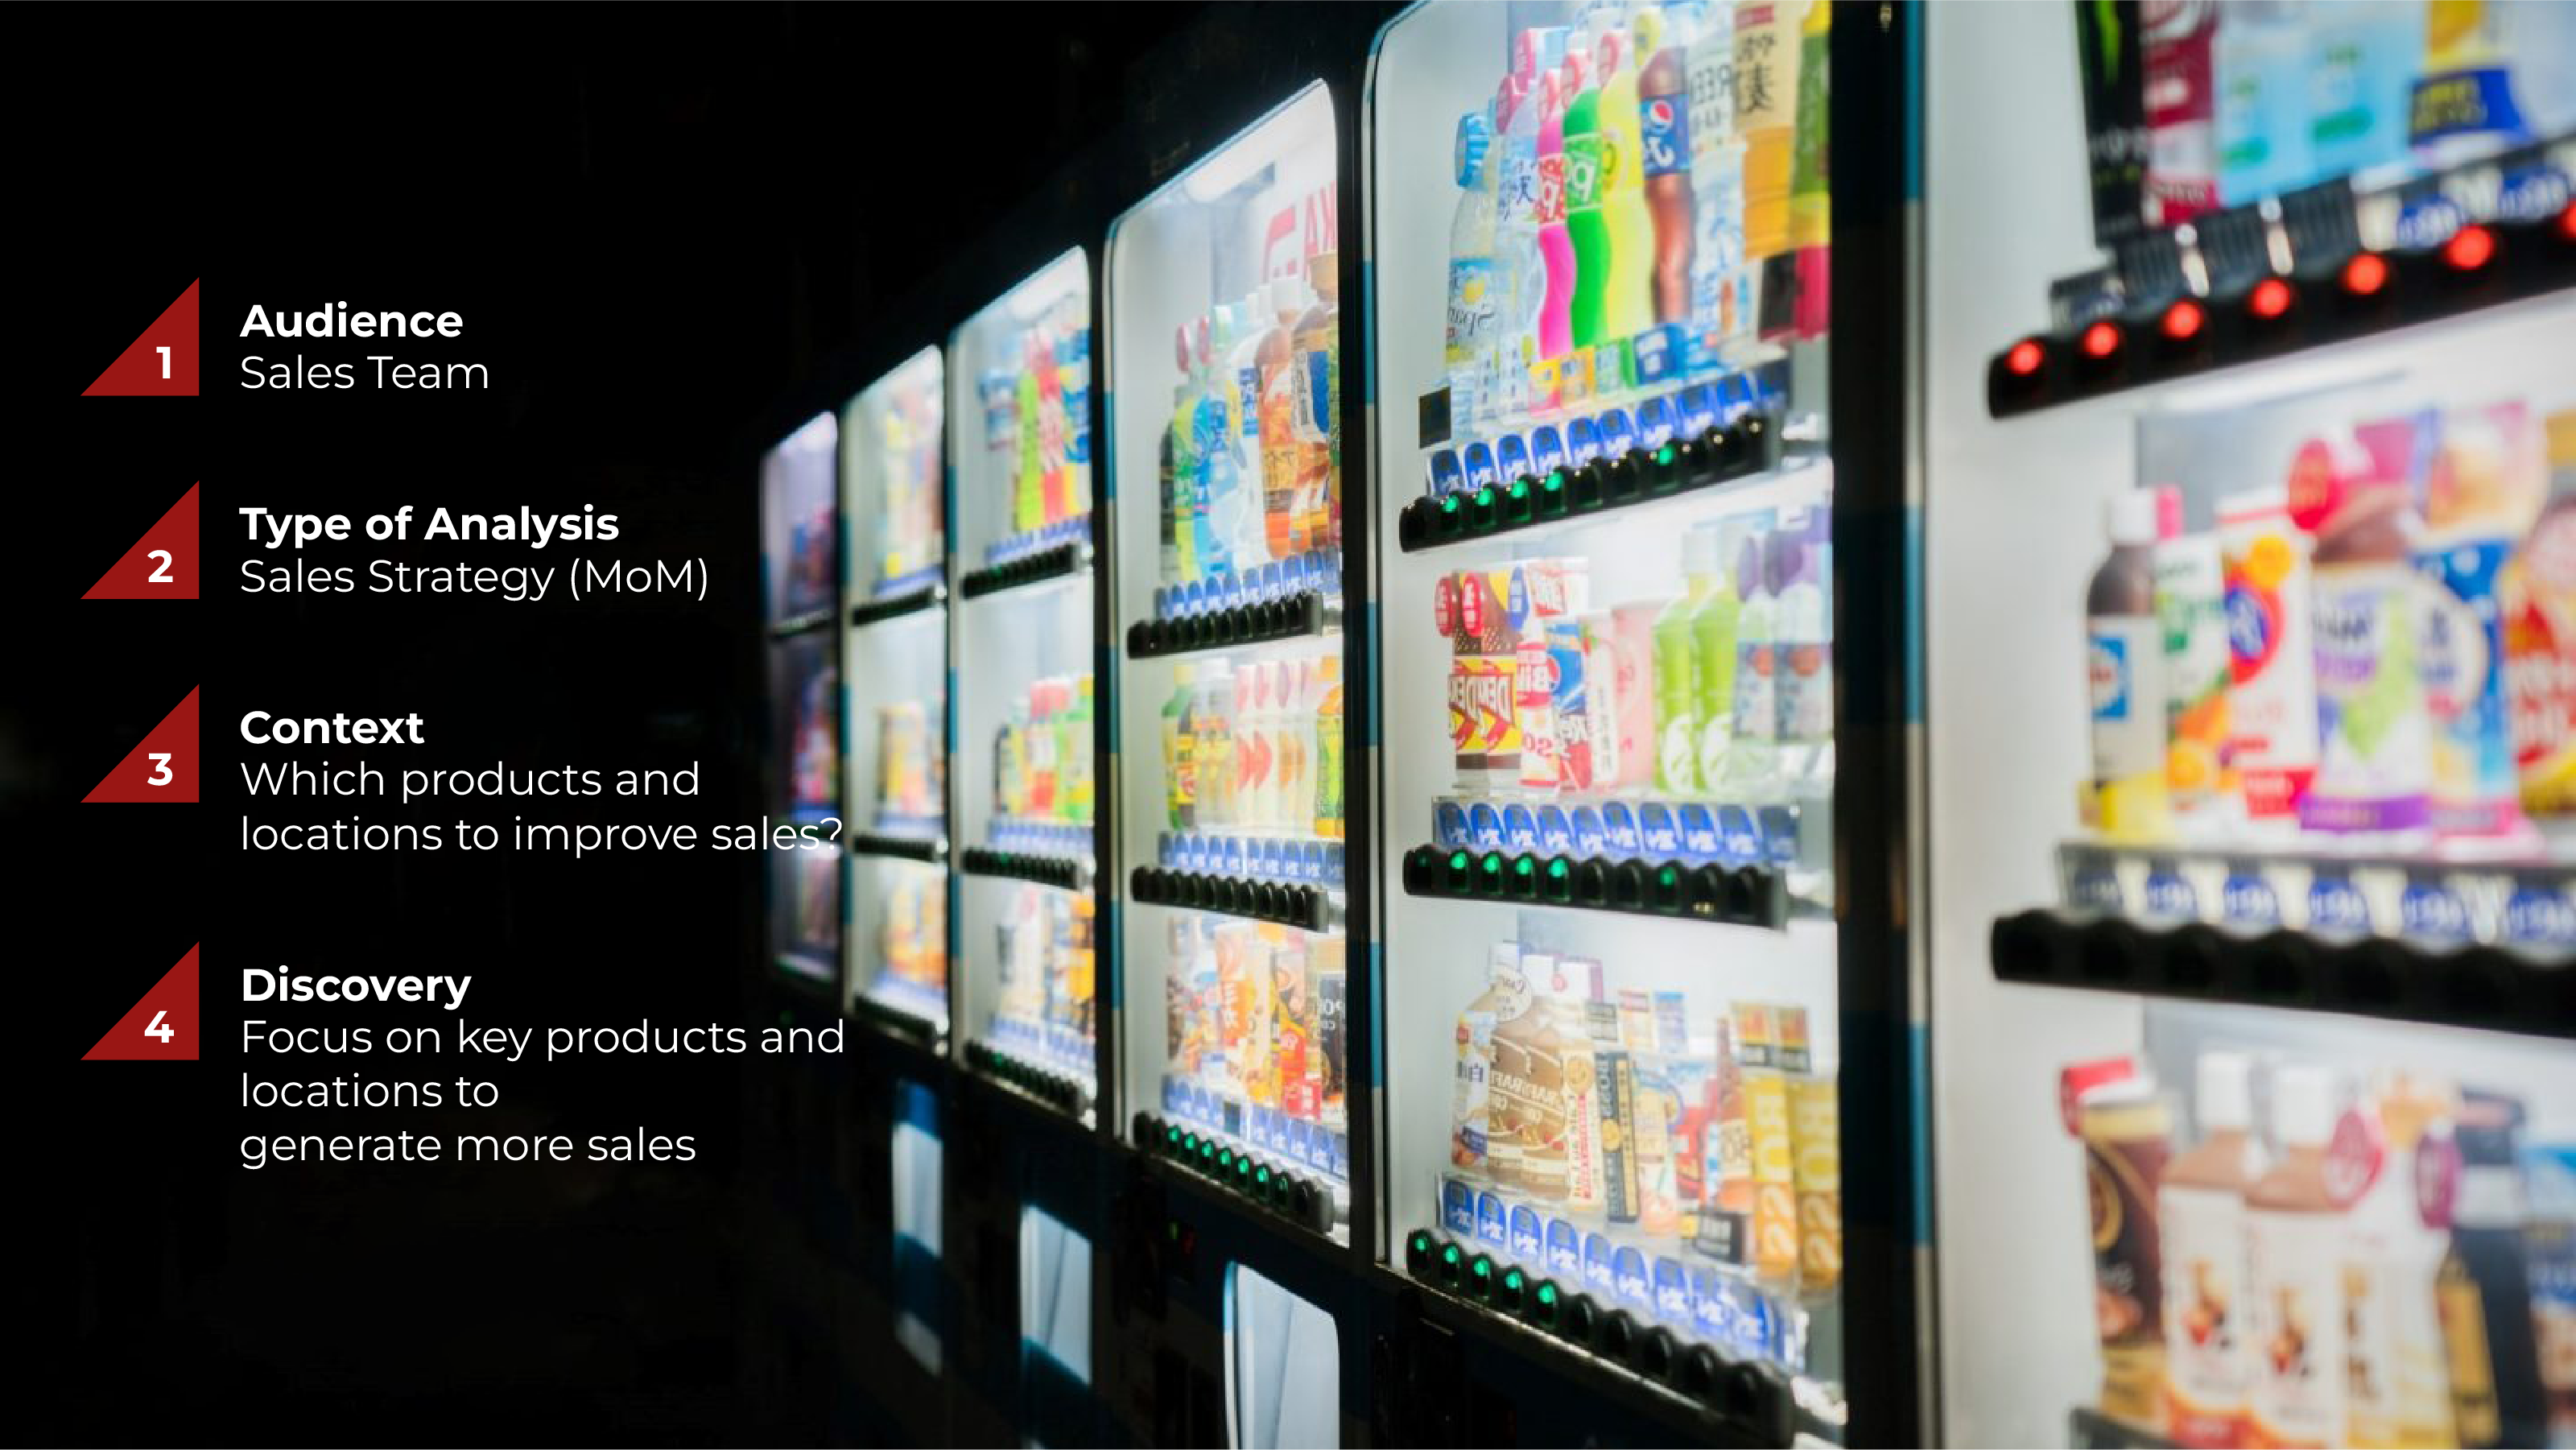 1
Audience
Sales Team
2
Type of Analysis
Sales Strategy (MoM)
3
Context
Which products and
locations to improve sales?
4
Discovery
Focus on key products and
locations to
generate more sales